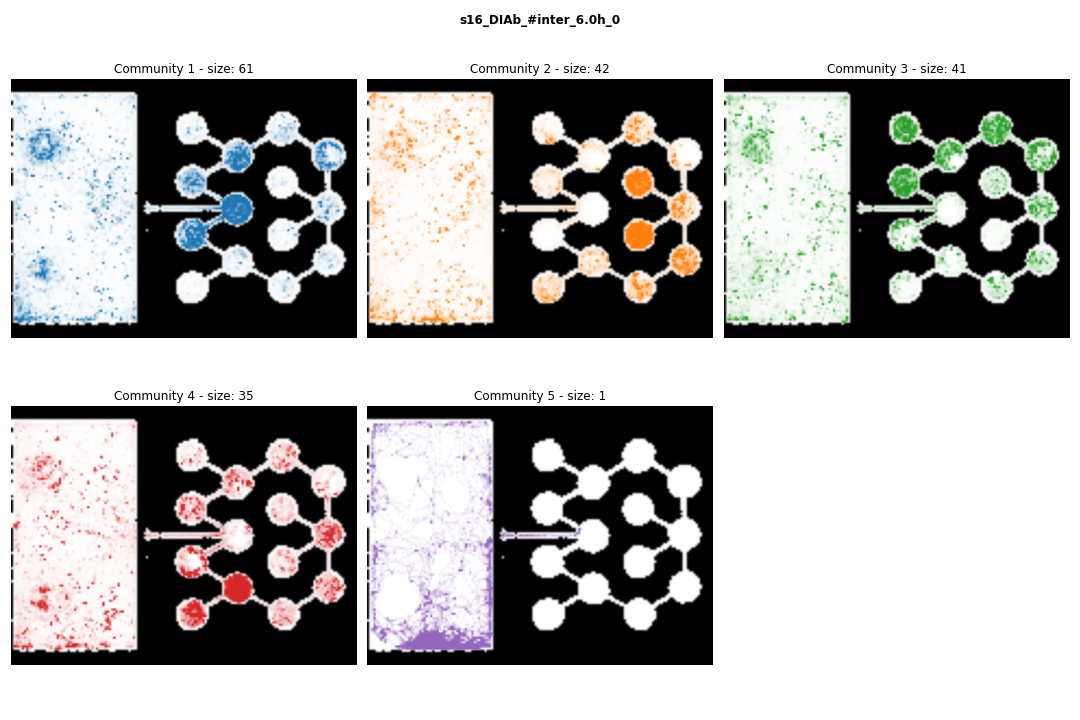 s16_DIAb_#inter_6.0h_0
Community 1 - size: 61
Community 2 - size: 42
Community 3 - size: 41
Community 4 - size: 35
Community 5 - size: 1